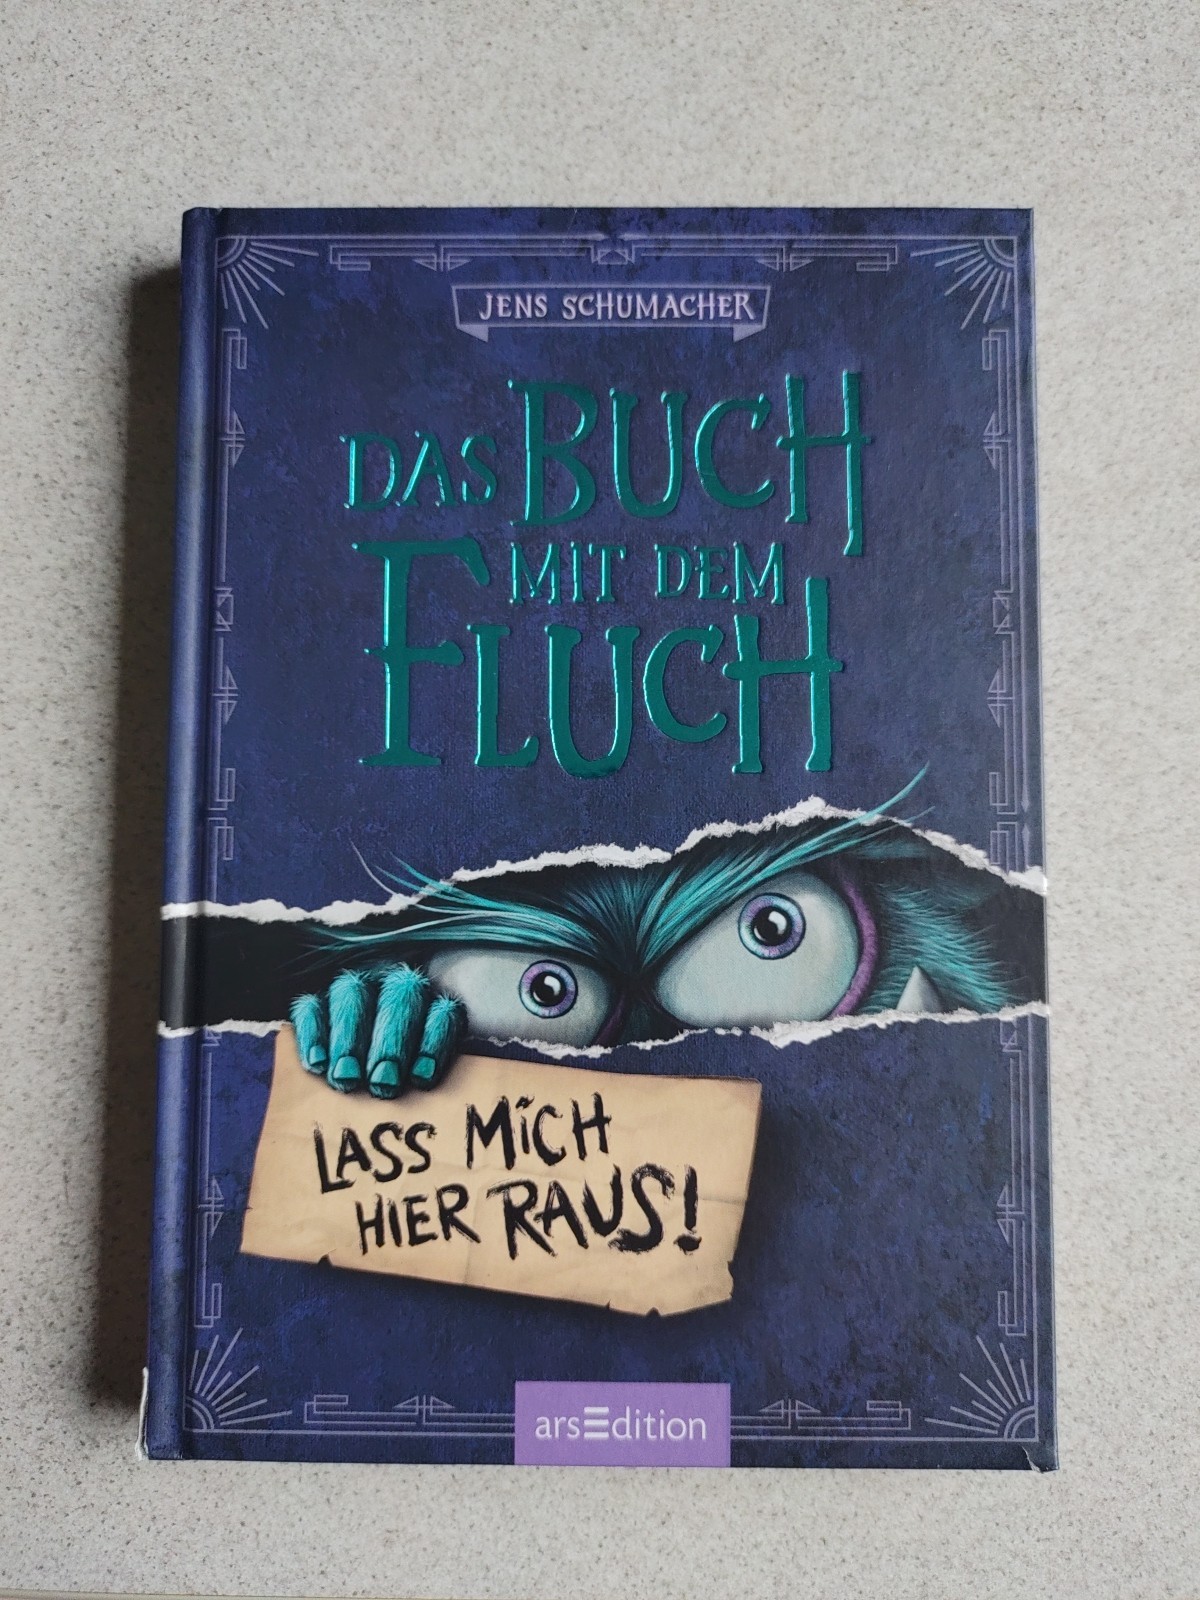 JENS SCHUMACHER
DAS BUCH
MIT DEM
FLUCH
LASS MICH
HIER RAUS!
arsEdition